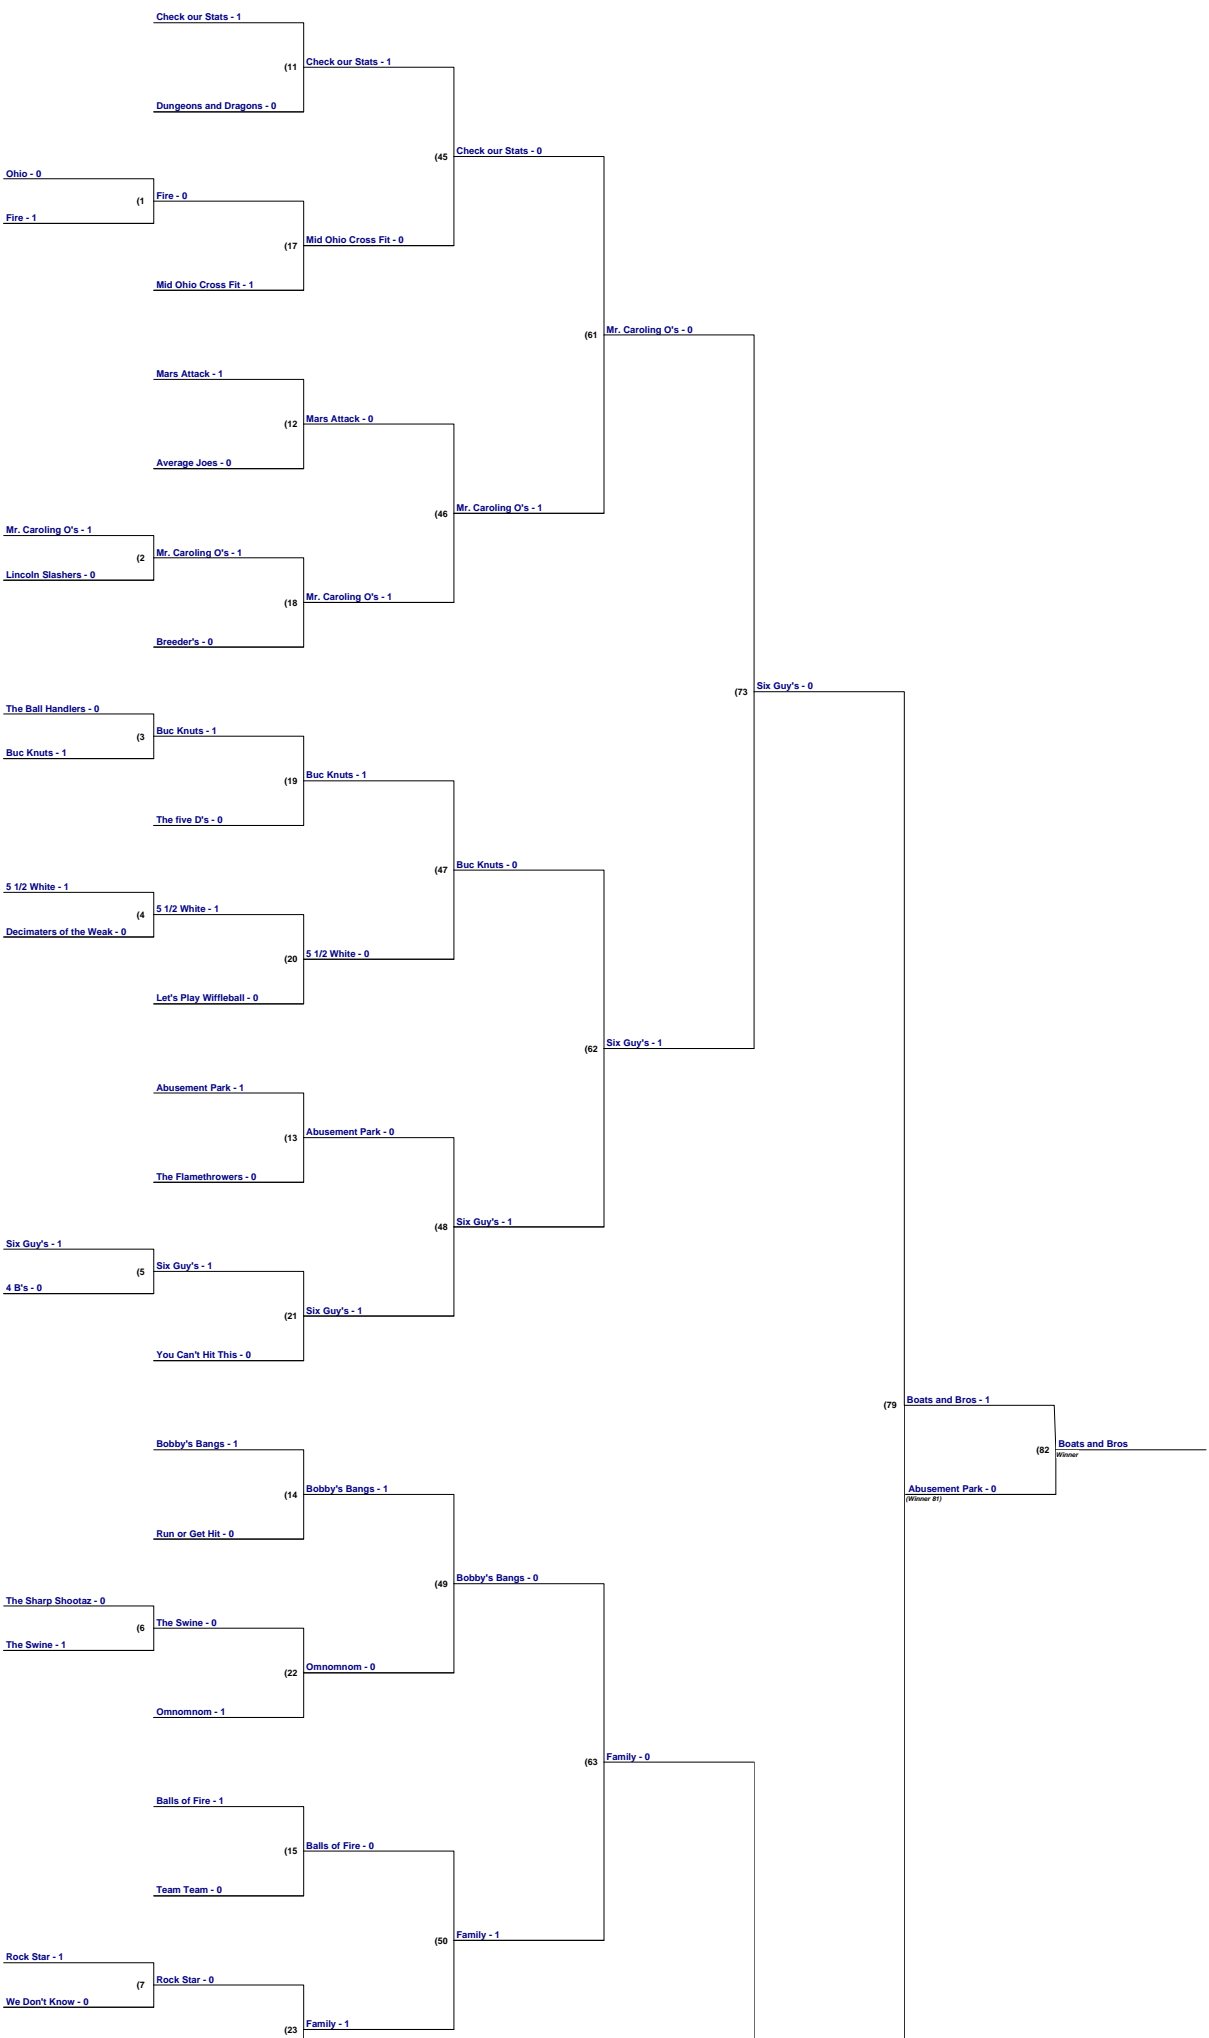 Check our Stats - 1
(11
Check our Stats - 1
Dungeons and Dragons - 0
(45
Check our Stats - 0
Ohio - 0
(1
Fire - 0
Fire - 1
(17
Mid Ohio Cross Fit - 0
Mid Ohio Cross Fit - 1
(61
Mr. Caroling O's - 0
Mars Attack - 1
(12
Mars Attack - 0
Average Joes - 0
(46
Mr. Caroling O's - 1
Mr. Caroling O's - 1
(2
Mr. Caroling O's - 1
Lincoln Slashers - 0
(18
Mr. Caroling O's - 1
Breeder's - 0
(73
Six Guy's - 0
The Ball Handlers - 0
(3
Buc Knuts - 1
Buc Knuts - 1
(19
Buc Knuts - 1
The five D's - 0
(47
Buc Knuts - 0
5 1/2 White - 1
(4
5 1/2 White - 1
Decimaters of the Weak - 0
(20
5 1/2 White - 0
Let's Play Wiffleball - 0
(62
Six Guy's - 1
Abusement Park - 1
(13
Abusement Park - 0
The Flamethrowers - 0
(48
Six Guy's - 1
Six Guy's - 1
(5
Six Guy's - 1
4 B's - 0
(21
Six Guy's - 1
You Can't Hit This - 0
(79
Boats and Bros - 1
Bobby's Bangs - 1
(82
Boats and Bros
Winner
(14
Bobby's Bangs - 1
Abusement Park - 0
(Winner 81)
Run or Get Hit - 0
(49
Bobby's Bangs - 0
The Sharp Shootaz - 0
(6
The Swine - 0
The Swine - 1
(22
Omnomnom - 0
Omnomnom - 1
(63
Family - 0
Balls of Fire - 1
(15
Balls of Fire - 0
Team Team - 0
(50
Family - 1
Rock Star - 1
(7
Rock Star - 0
We Don't Know - 0
(23
Family - 1